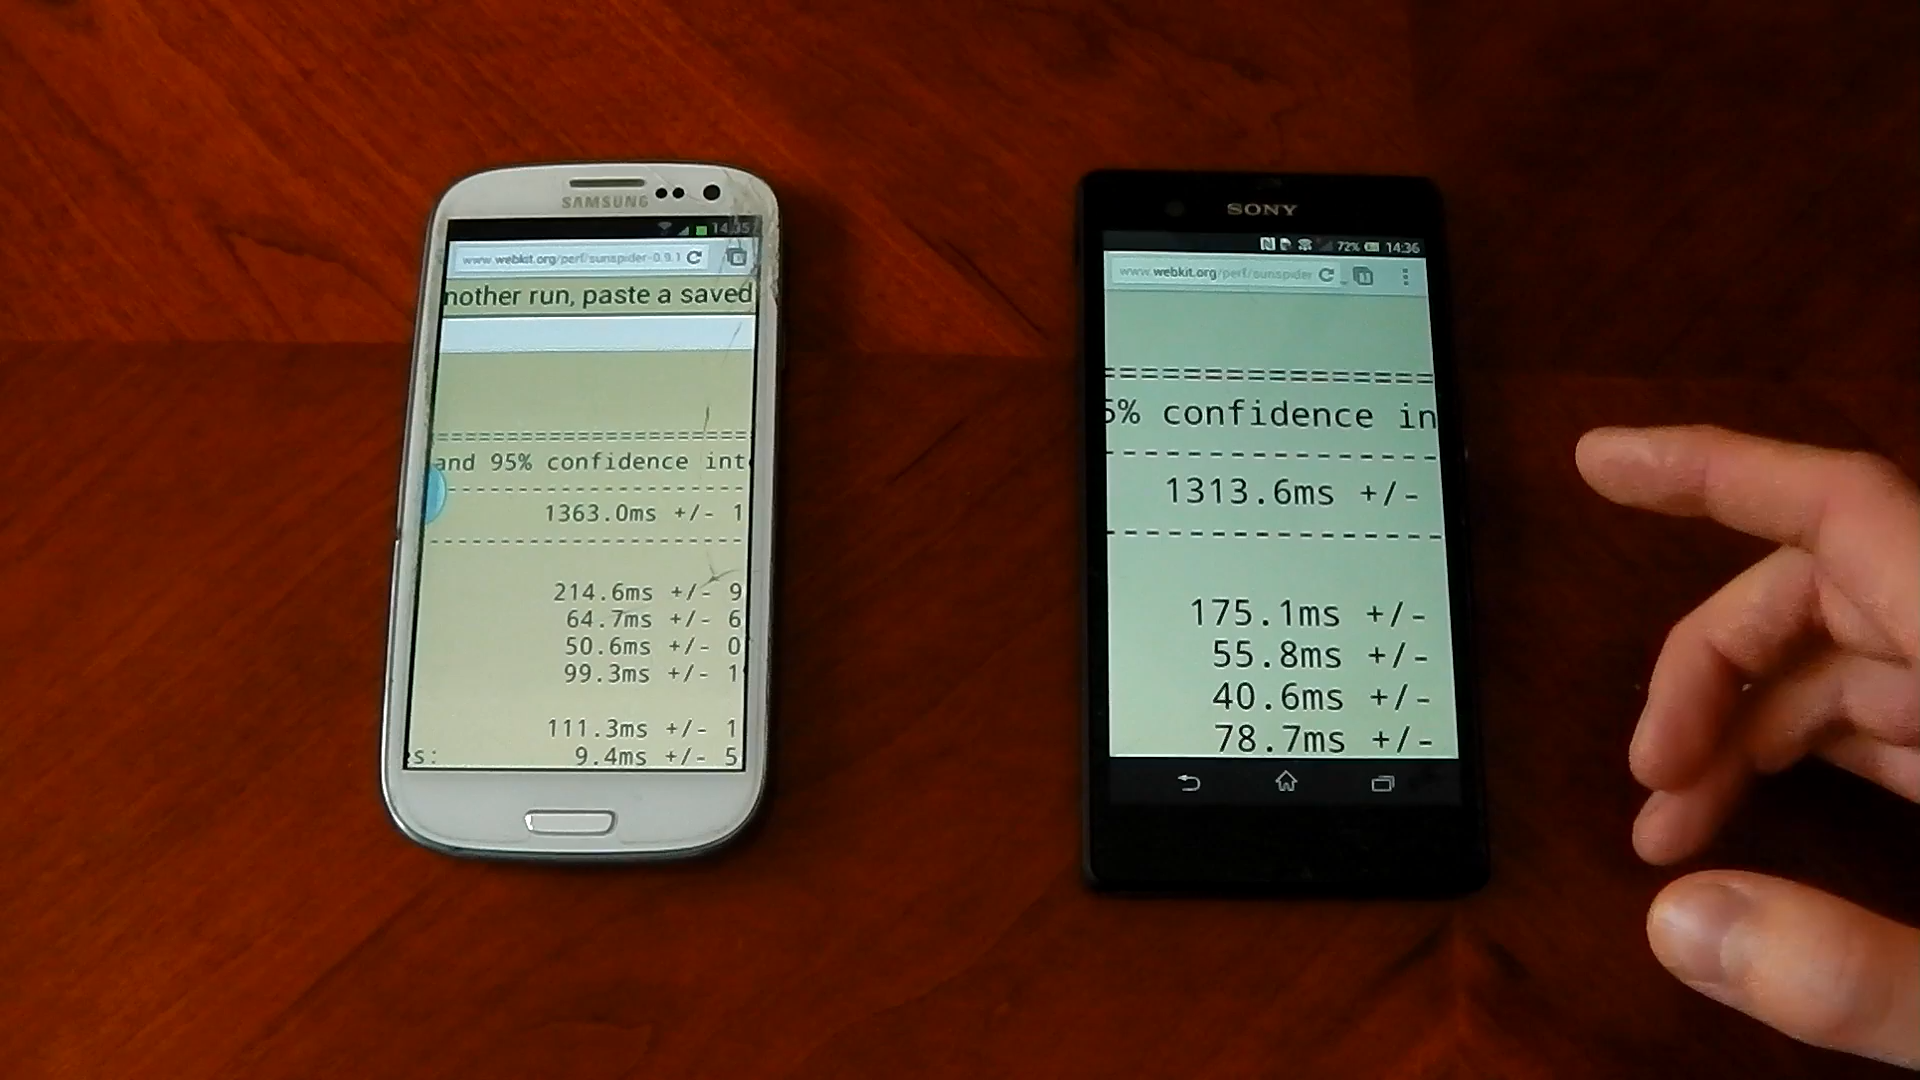 SAMSUNG
14:35
www.webkit.org/perf/sunspider-0.9.1
nother run, paste a saved
==========================
and 95% confidence int
--------------------------
1363.0ms +/- 1
--------------------------
214.6ms +/- 9
64.7ms +/- 6
50.6ms +/- 0
99.3ms +/- 1
111.3ms +/- 1
s: 9.4ms +/- 5
SONY
72% 14:36
www.webkit.org/perf/sunspider
================
5% confidence in
----------------
1313.6ms +/-
----------------
175.1ms +/-
55.8ms +/-
40.6ms +/-
78.7ms +/-